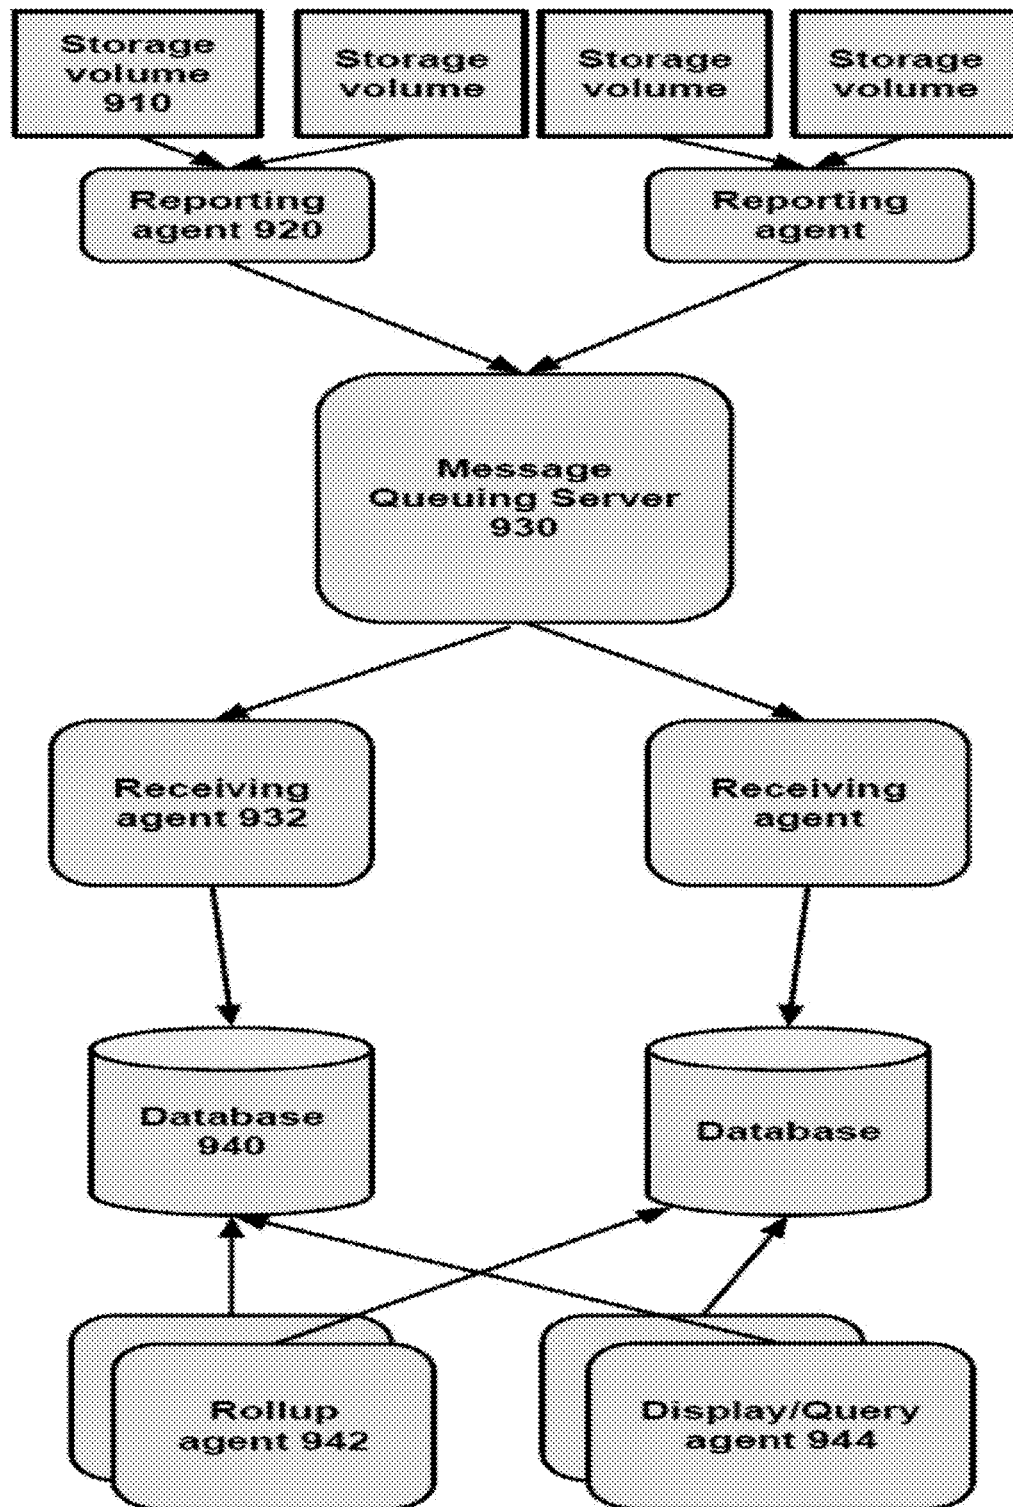 Storage
volume
910
Storage
volume
Storage
volume
Storage
volume
Reporting
agent 920
Reporting
agent
Message
Queuing Server
930
Receiving
agent 932
Receiving
agent
Database
940
Database
Rollup
agent 942
Display/Query
agent 944